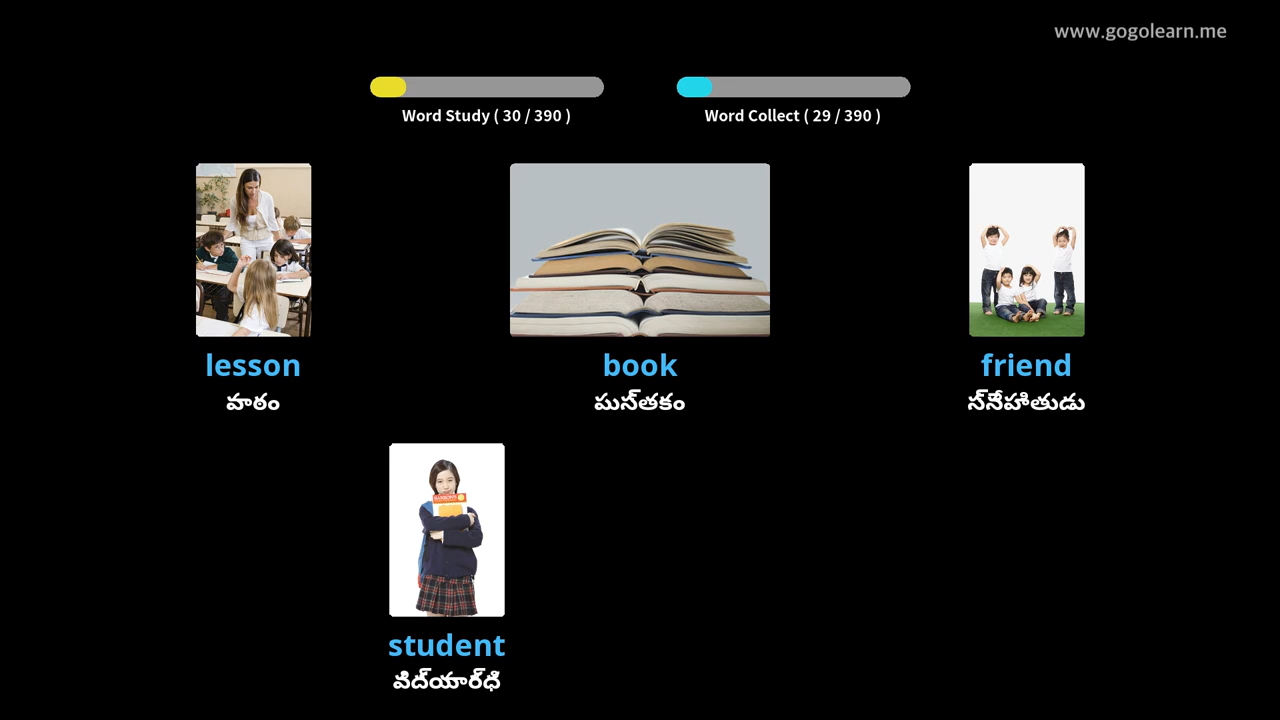 www.gogolearn.me
Word Study ( 30 / 390 )
Word Collect ( 29 / 390 )
lesson
పాఠం
book
పుస్‌తకం
friend
స్‌నేహితుడు
student
విద్‌యార్‌ధి